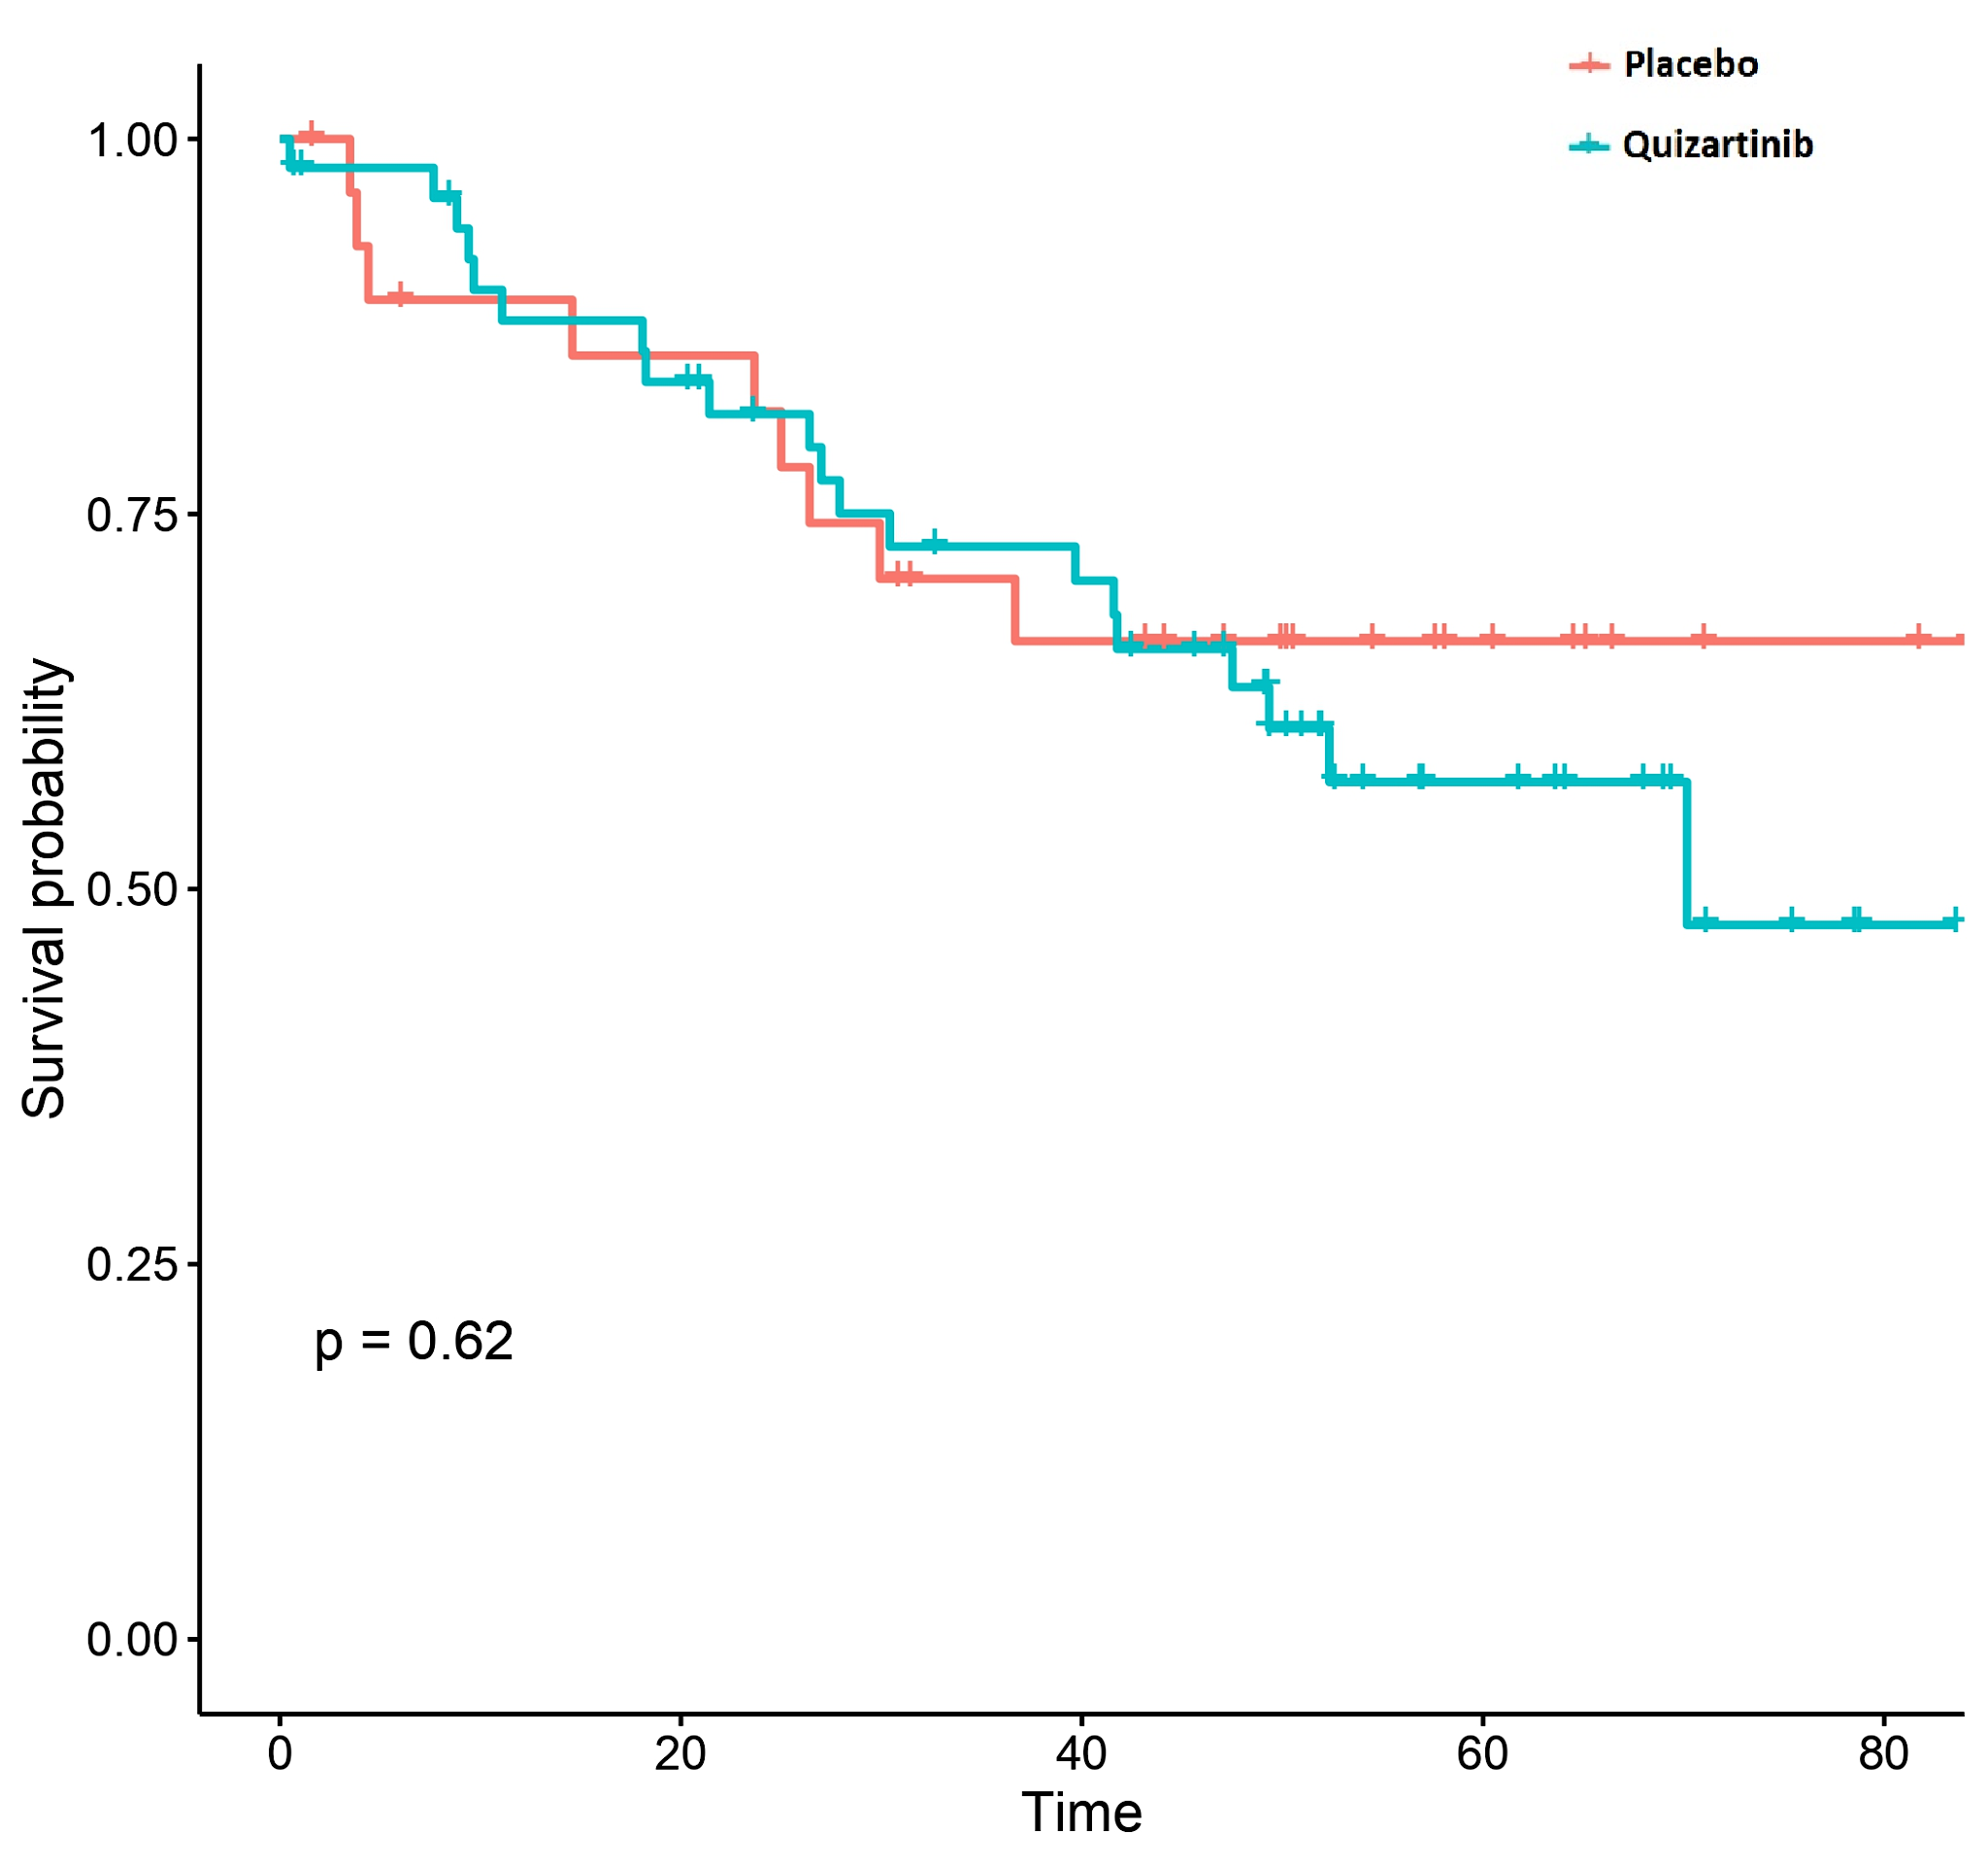 Placebo
Quizartinib
1.00
0.75
0.50
0.25
0.00
Survival probability
p = 0.62
0 20 40 60 80
Time